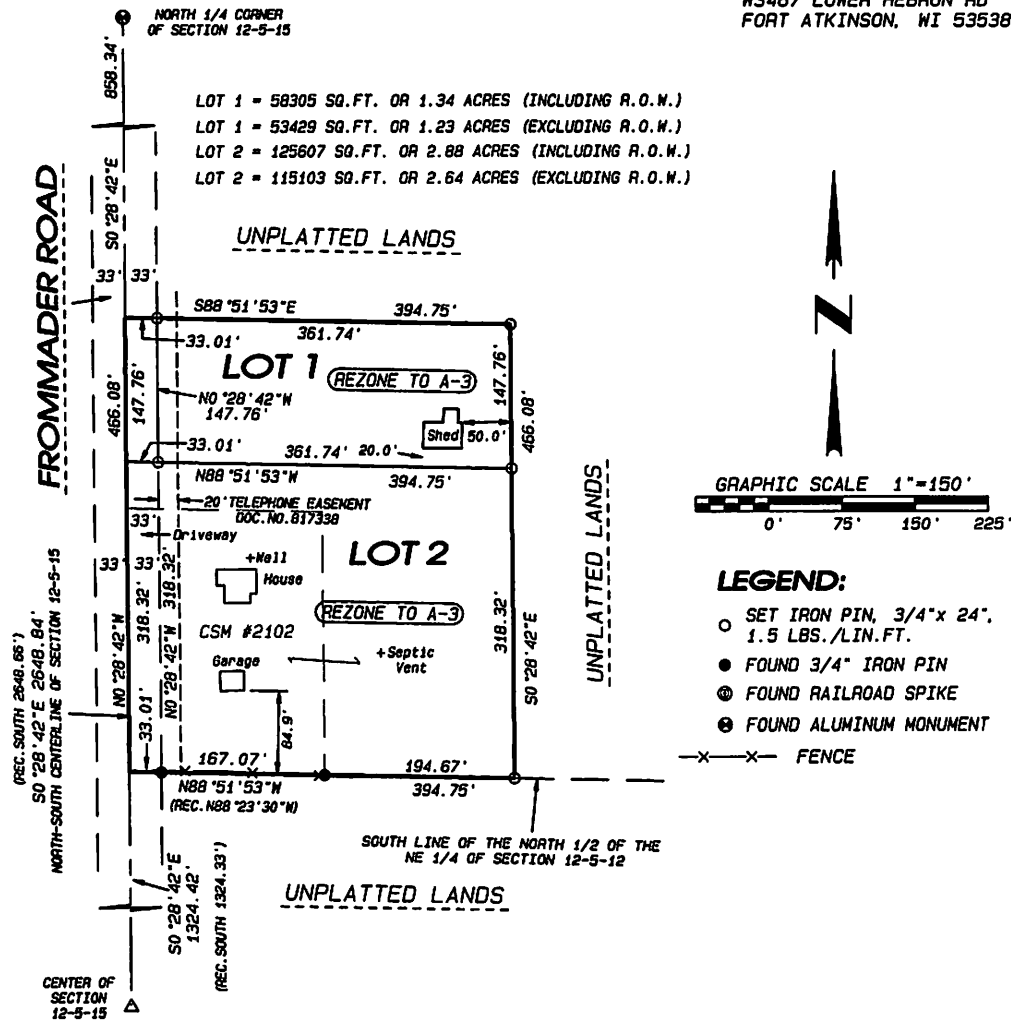 W3487 LOWER HEBRON RD
FORT ATKINSON, WI 53538
NORTH 1/4 CORNER
OF SECTION 12-5-15
858.34'
S0°28'42"E
LOT 1 = 58305 SQ.FT. OR 1.34 ACRES (INCLUDING R.O.W.)
LOT 1 = 53429 SQ.FT. OR 1.23 ACRES (EXCLUDING R.O.W.)
LOT 2 = 125607 SQ.FT. OR 2.88 ACRES (INCLUDING R.O.W.)
LOT 2 = 115103 SQ.FT. OR 2.64 ACRES (EXCLUDING R.O.W.)
FROMMADER ROAD
UNPLATTED LANDS
33' 33'
S88°51'53"E 394.75'
33.01' 361.74'
LOT 1
REZONE TO A-3
466.08'
147.76'
N0°28'42"W
147.76'
147.76'
466.08'
Shed 50.0'
33.01'
361.74' 20.0'
N88°51'53"W 394.75'
20' TELEPHONE EASEMENT
DOC.NO.817338
33'
Driveway
33' 33'
LOT 2
+Well
House
REZONE TO A-3
CSM #2102
Garage
+Septic
Vent
318.32'
N0°28'42"W
N0°28'42"W 318.32'
318.32'
S0°28'42"E
UNPLATTED LANDS
33.01'
84.9'
167.07' 194.67'
N88°51'53"W 394.75'
(REC.N88°23'30"W)
(REC.SOUTH 2648.66')
S0°28'42"E 2648.84'
NORTH-SOUTH CENTERLINE OF SECTION 12-5-15
SOUTH LINE OF THE NORTH 1/2 OF THE
NE 1/4 OF SECTION 12-5-12
UNPLATTED LANDS
S0°28'42"E
1324.42'
(REC.SOUTH 1324.33')
CENTER OF
SECTION
12-5-15
N
GRAPHIC SCALE 1"=150'
0' 75' 150' 225'
LEGEND:
SET IRON PIN, 3/4"x 24",
1.5 LBS./LIN.FT.
FOUND 3/4" IRON PIN
FOUND RAILROAD SPIKE
FOUND ALUMINUM MONUMENT
FENCE